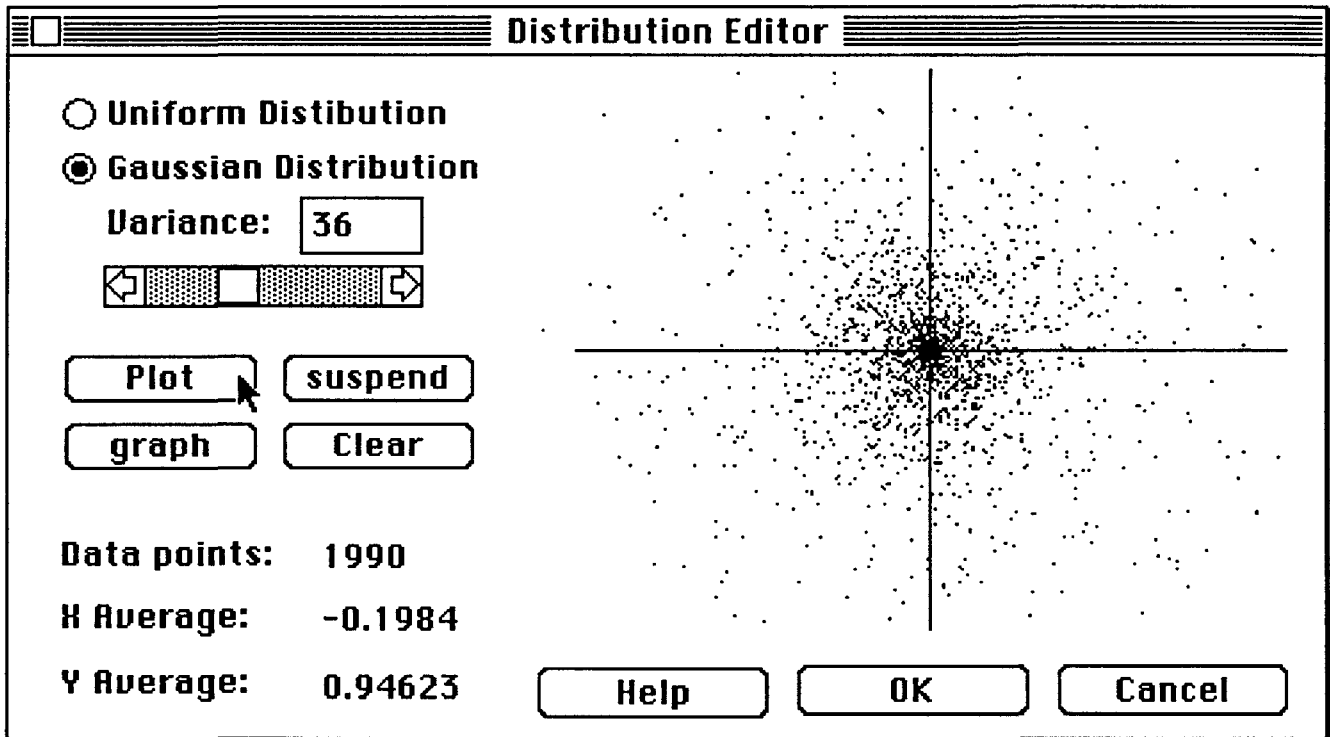 Distribution Editor
Uniform Distibution
Gaussian Distribution
Variance: 36
Plot suspend
graph Clear
Data points: 1990
X Average: -0.1984
Y Average: 0.94623
Help OK Cancel